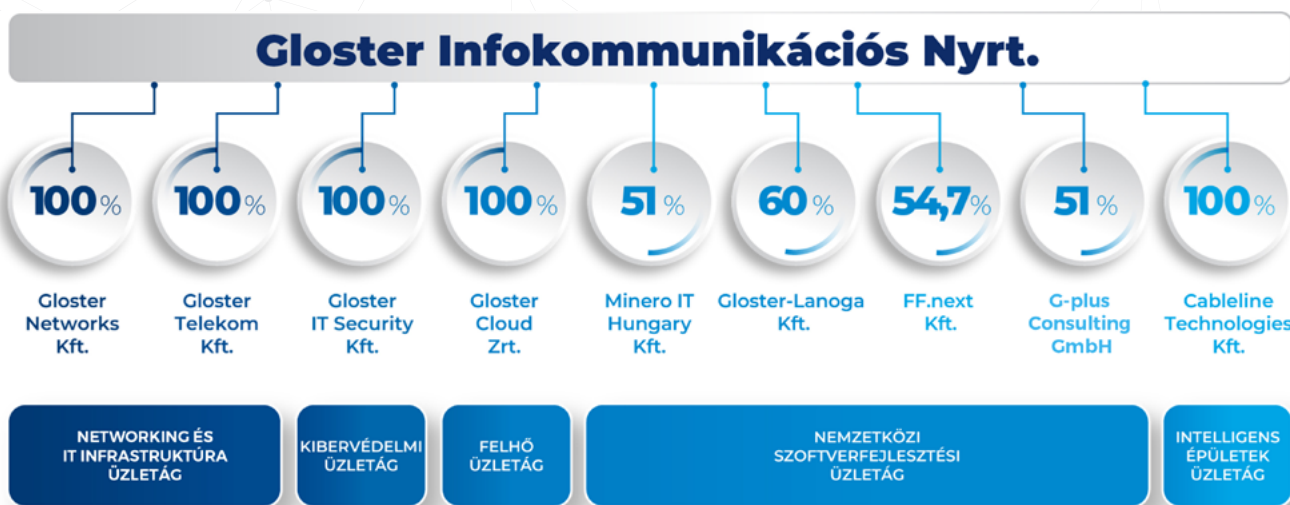 Gloster Infokommunikációs Nyrt.
100%
100%
100%
100%
51%
60%
54,7%
51%
100%
Gloster
Networks
Kft.
Gloster
Telekom
Kft.
Gloster
IT Security
Kft.
Gloster
Cloud
Zrt.
Minero IT
Hungary
Kft.
Gloster-Lanoga
Kft.
FF.next
Kft.
G-plus
Consulting
GmbH
Cableline
Technologies
Kft.
NETWORKING ÉS
IT INFRASTRUKTÚRA
ÜZLETÁG
KIBERVÉDELMI
ÜZLETÁG
FELHŐ
ÜZLETÁG
NEMZETKÖZI
SZOFTVERFEJLESZTÉSI
ÜZLETÁG
INTELLIGENS
ÉPÜLETEK
ÜZLETÁG